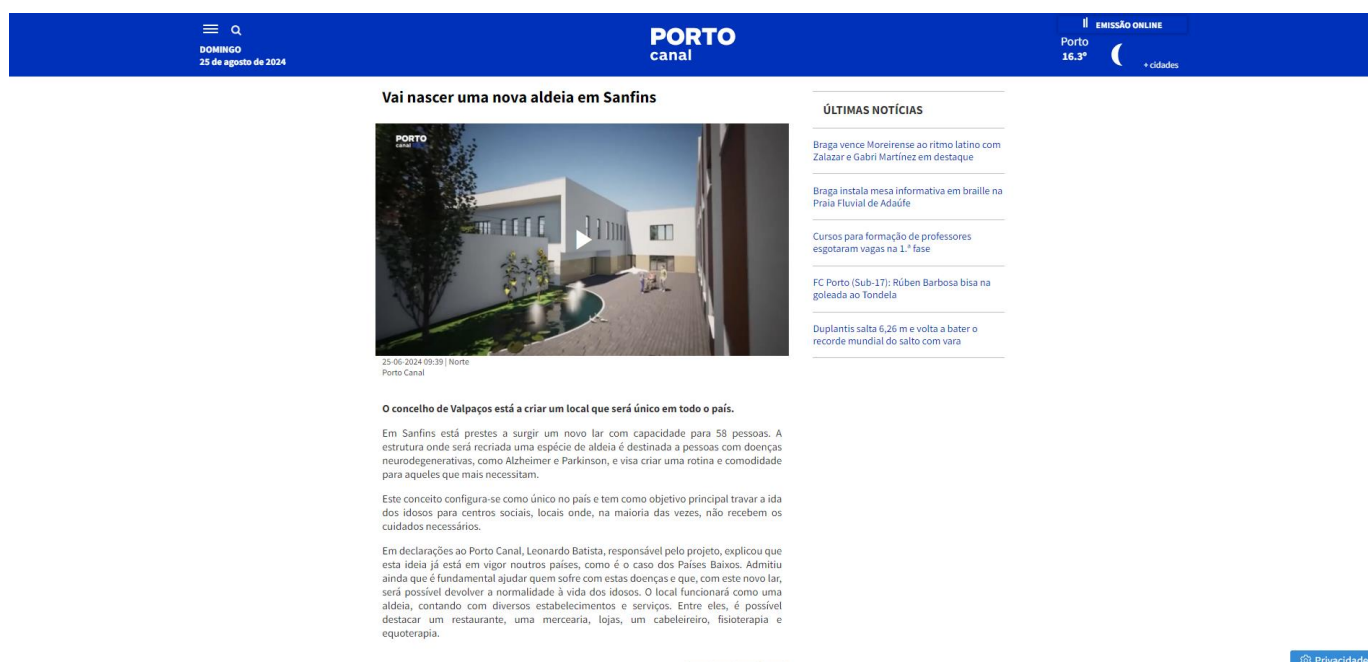 DOMINGO
25 de agosto de 2024
PORTO
canal
EMISSÃO ONLINE
Porto
16.3º
+ cidades
Vai nascer uma nova aldeia em Sanfins
PORTO
canal
25-06-2024 09:39 | Norte
Porto Canal
O concelho de Valpaços está a criar um local que será único em todo o país.
Em Sanfins está prestes a surgir um novo lar com capacidade para 58 pessoas. A
estrutura onde será recriada uma espécie de aldeia é destinada a pessoas com doenças
neurodegenerativas, como Alzheimer e Parkinson, e visa criar uma rotina e comodidade
para aqueles que mais necessitam.
Este conceito configura-se como único no país e tem como objetivo principal travar a ida
dos idosos para centros sociais, locais onde, na maioria das vezes, não recebem os
cuidados necessários.
Em declarações ao Porto Canal, Leonardo Batista, responsável pelo projeto, explicou que
esta ideia já está em vigor noutros países, como é o caso dos Países Baixos. Admitiu
ainda que é fundamental ajudar quem sofre com estas doenças e que, com este novo lar,
será possível devolver a normalidade à vida dos idosos. O local funcionará como uma
aldeia, contando com diversos estabelecimentos e serviços. Entre eles, é possível
destacar um restaurante, uma mercearia, lojas, um cabeleireiro, fisioterapia e
equoterapia.
ÚLTIMAS NOTÍCIAS
Braga vence Moreirense ao ritmo latino com
Zalazar e Gabri Martínez em destaque
Braga instala mesa informativa em braille na
Praia Fluvial de Adaúfe
Cursos para formação de professores
esgotaram vagas na 1.ª fase
FC Porto (Sub-17): Rúben Barbosa bisa na
goleada ao Tondela
Duplantis salta 6,26 m e volta a bater o
recorde mundial do salto com vara
Privacidade